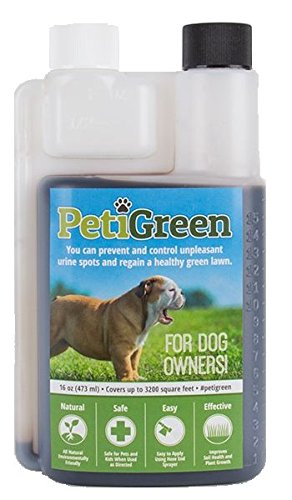 PetiGreen
You can prevent and control unpleasant
urine spots and regain a healthy green lawn.
FOR DOG
OWNERS!
16 oz (473 ml) • Covers up to 3200 square feet • #petigreen
Natural
All Natural
Environmentally
Friendly
Safe
Safe for Pets
and Kids When Used
as Directed
Easy
Easy to Apply
Using Hose End
Sprayer
Effective
Improves
Soil Health and
Plant Growth